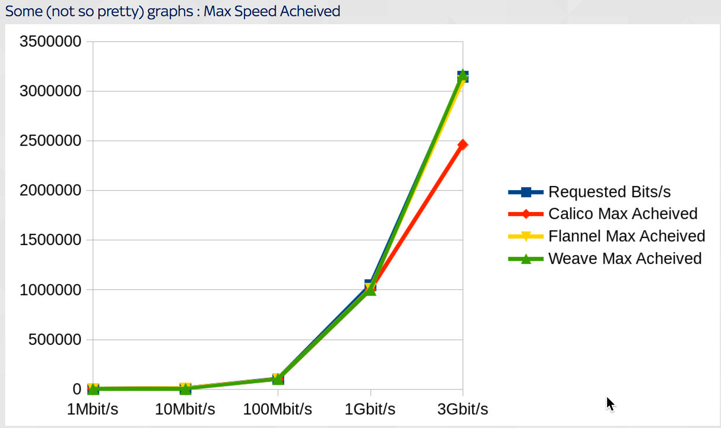 Some (not so pretty) graphs : Max Speed Acheived
3500000
3000000
2500000
2000000
1500000
1000000
500000
0
1Mbit/s 10Mbit/s 100Mbit/s 1Gbit/s 3Gbit/s
Requested Bits/s
Calico Max Acheived
Flannel Max Acheived
Weave Max Acheived